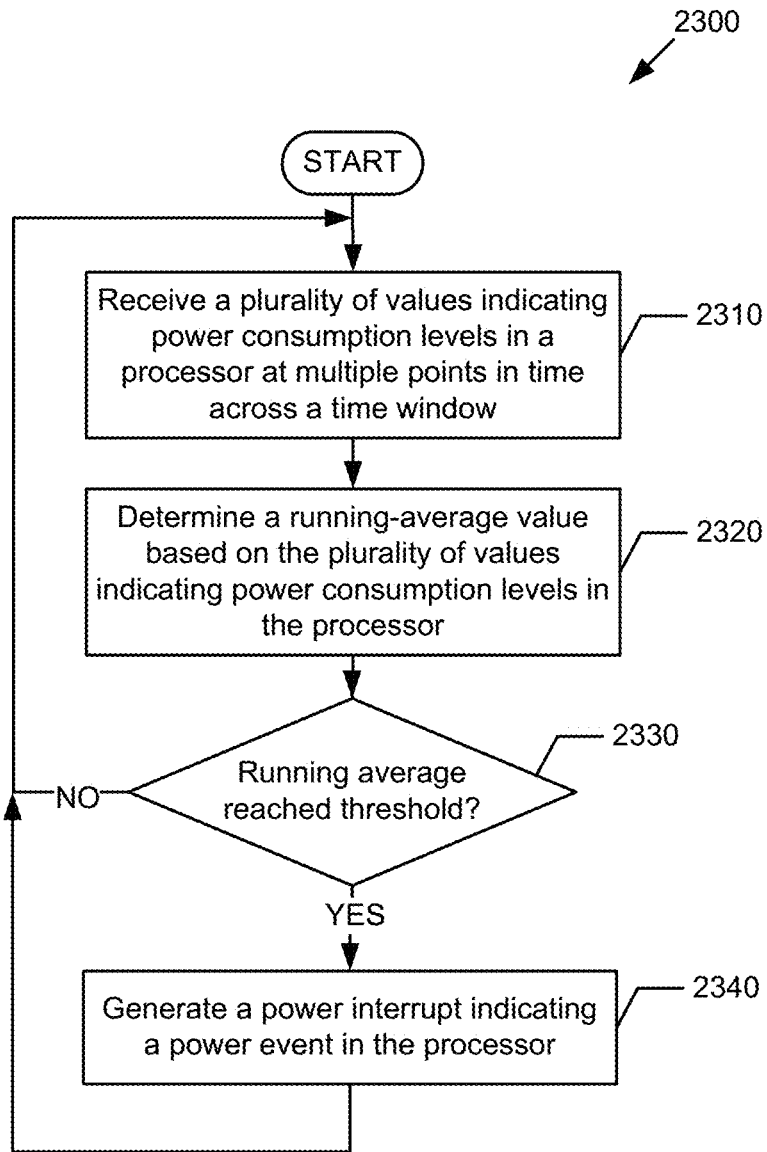 2300
START
Receive a plurality of values indicating
power consumption levels in a
processor at multiple points in time
across a time window
2310
Determine a running-average value
based on the plurality of values
indicating power consumption levels in
the processor
2320
Running average
reached threshold?
2330
NO
YES
Generate a power interrupt indicating
a power event in the processor
2340